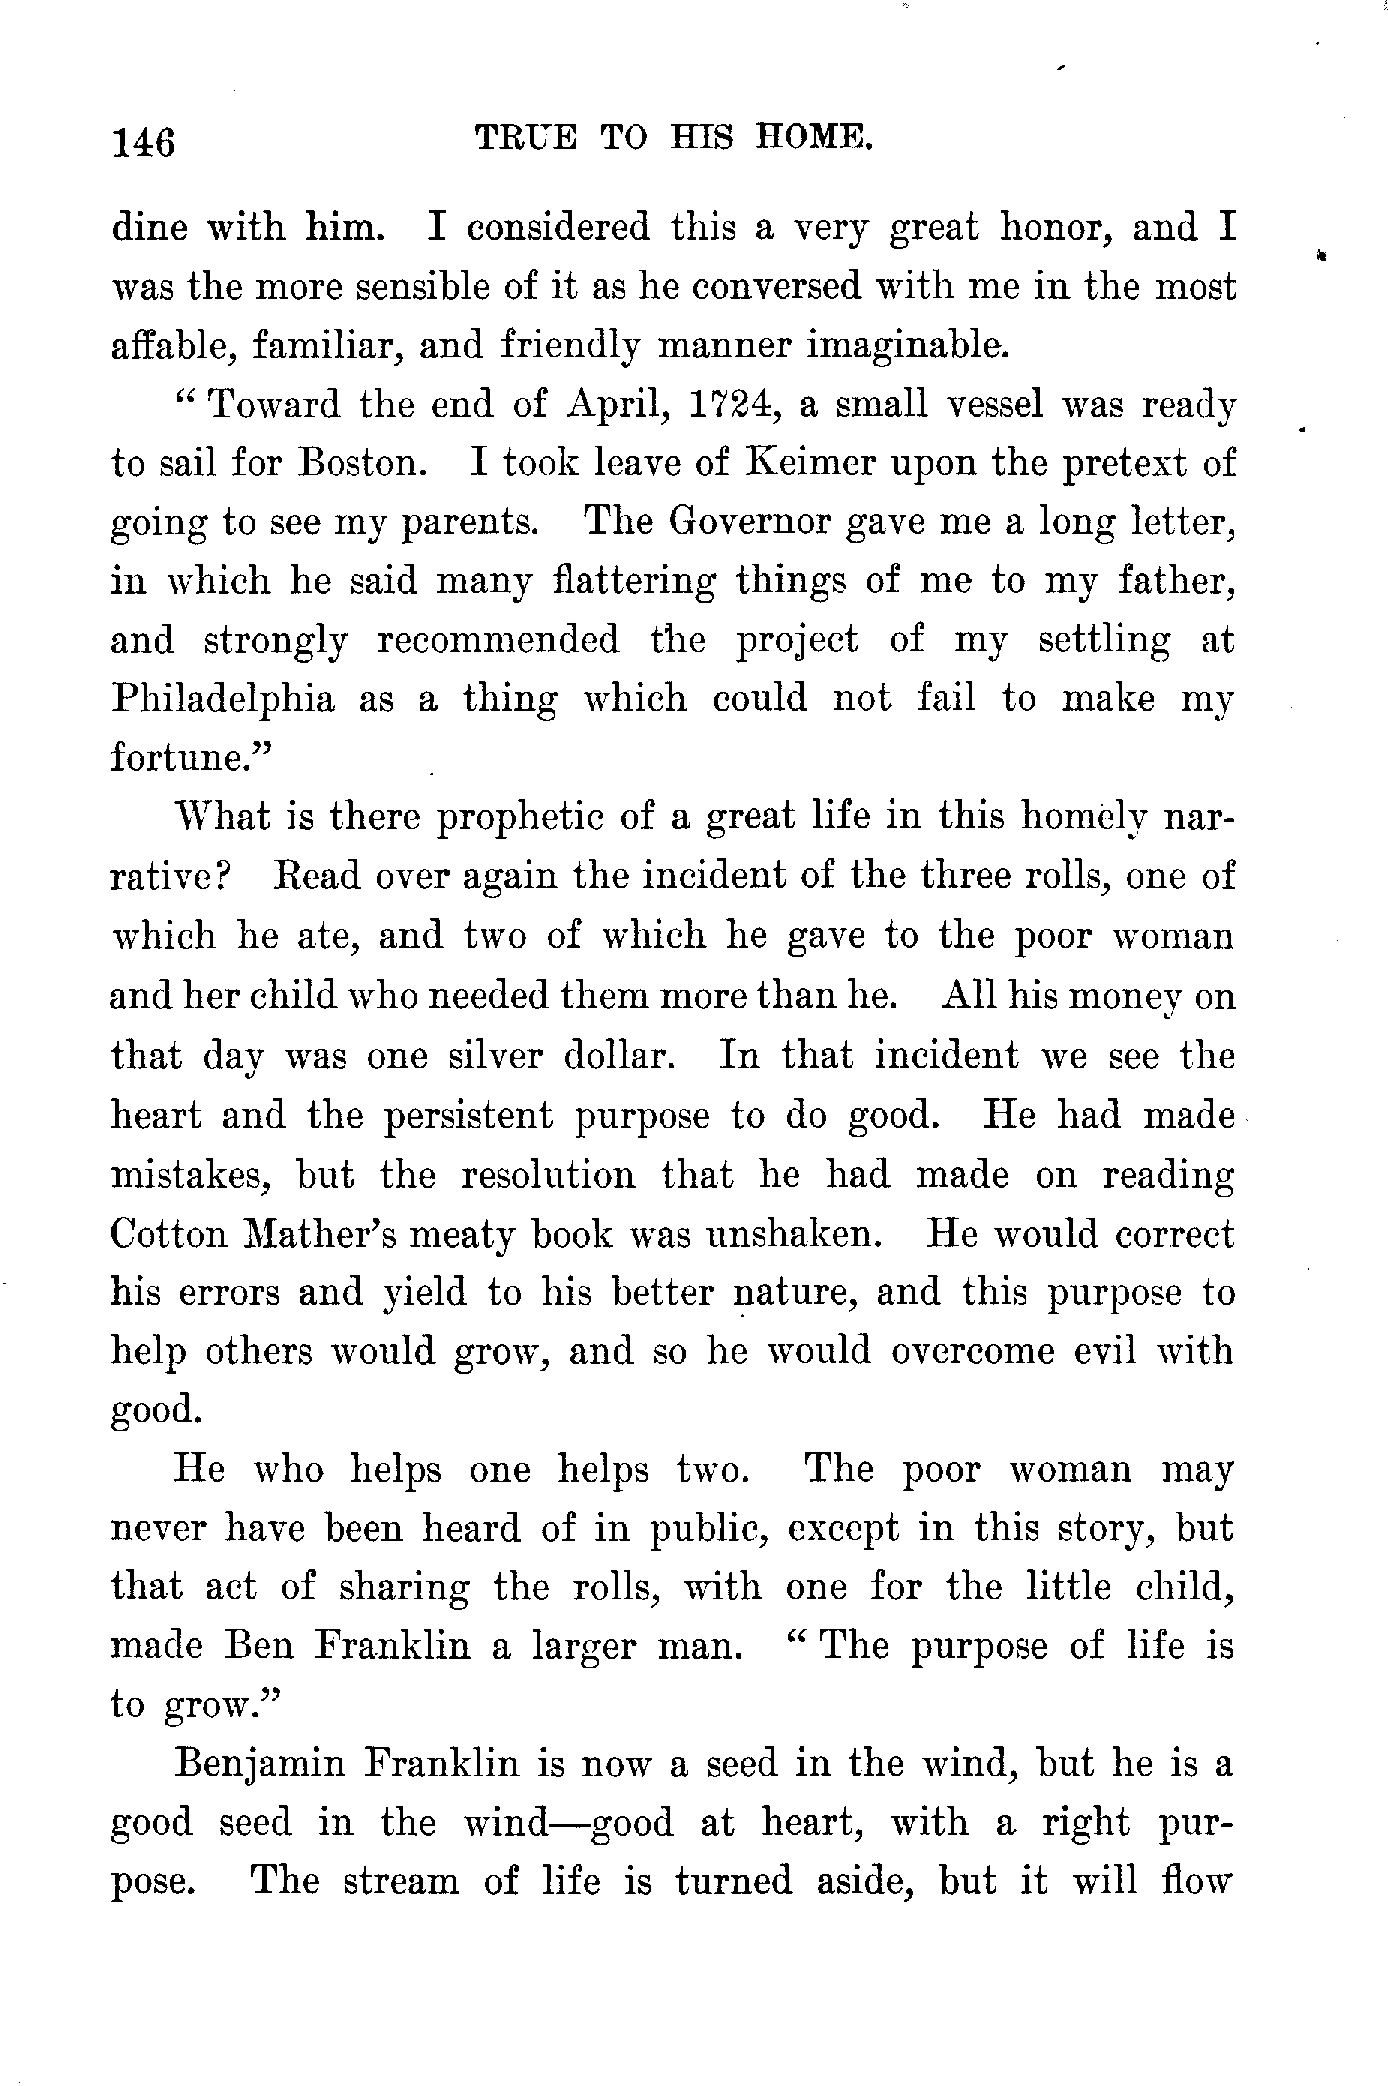 146 TRUE TO HIS HOME.
dine with him. I considered this a very great honor, and I
was the more sensible of it as he conversed with me in the most
affable, familiar, and friendly manner imaginable.
“ Toward the end of April, 1724, a small vessel was ready
to sail for Boston. I took leave of Keimer upon the pretext of
going to see my parents. The Governor gave me a long letter,
in which he said many flattering things of me to my father,
and strongly recommended the project of my settling at
Philadelphia as a thing which could not fail to make my
fortune.”
What is there prophetic of a great life in this homely nar-
rative? Read over again the incident of the three rolls, one of
which he ate, and two of which he gave to the poor woman
and her child who needed them more than he. All his money on
that day was one silver dollar. In that incident we see the
heart and the persistent purpose to do good. He had made
mistakes, but the resolution that he had made on reading
Cotton Mather’s meaty book was unshaken. He would correct
his errors and yield to his better nature, and this purpose to
help others would grow, and so he would overcome evil with
good.
He who helps one helps two. The poor woman may
never have been heard of in public, except in this story, but
that act of sharing the rolls, with one for the little child,
made Ben Franklin a larger man. “ The purpose of life is
to grow.”
Benjamin Franklin is now a seed in the wind, but he is a
good seed in the wind—good at heart, with a right pur-
pose. The stream of life is turned aside, but it will flow